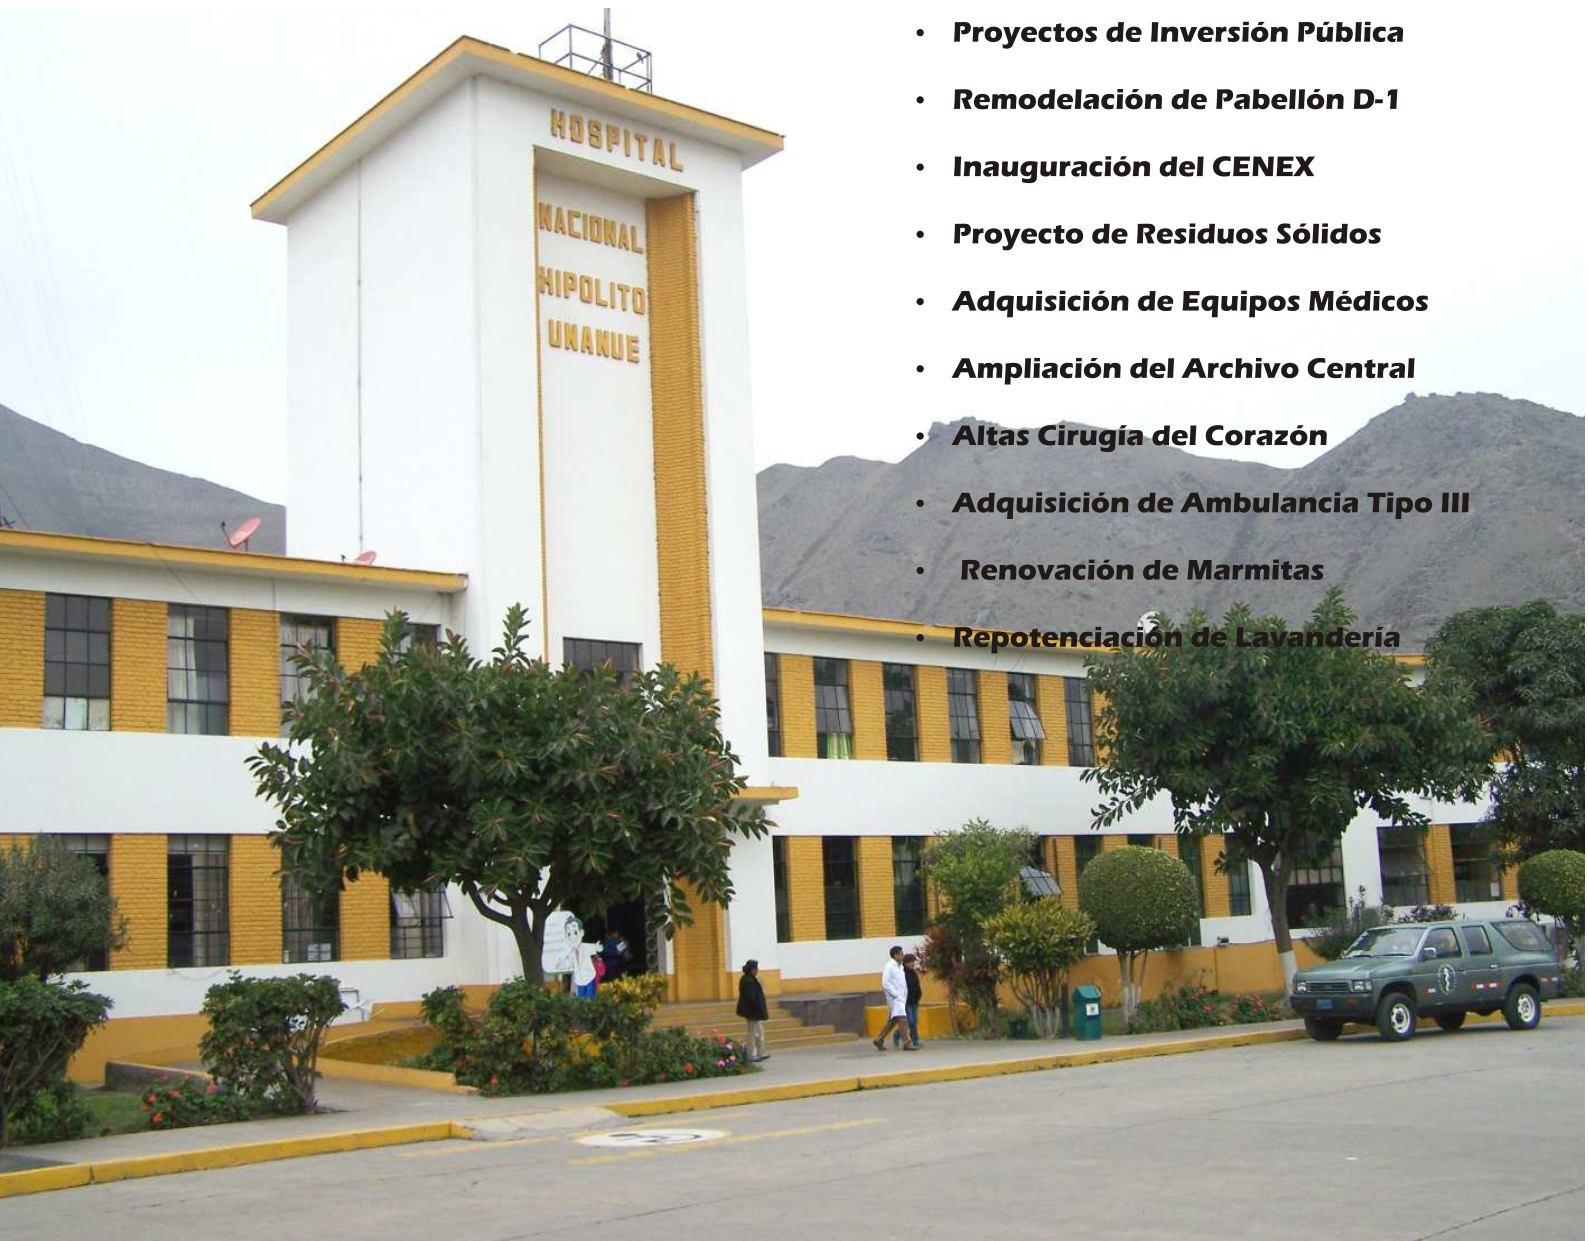 HOSPITAL
NACIONAL
HIPOLITO
UNANUE
• Proyectos de Inversión Pública
• Remodelación de Pabellón D-1
• Inauguración del CENEX
• Proyecto de Residuos Sólidos
• Adquisición de Equipos Médicos
• Ampliación del Archivo Central
• Altas Cirugía del Corazón
• Adquisición de Ambulancia Tipo III
• Renovación de Marmitas
• Repotenciación de Lavandería